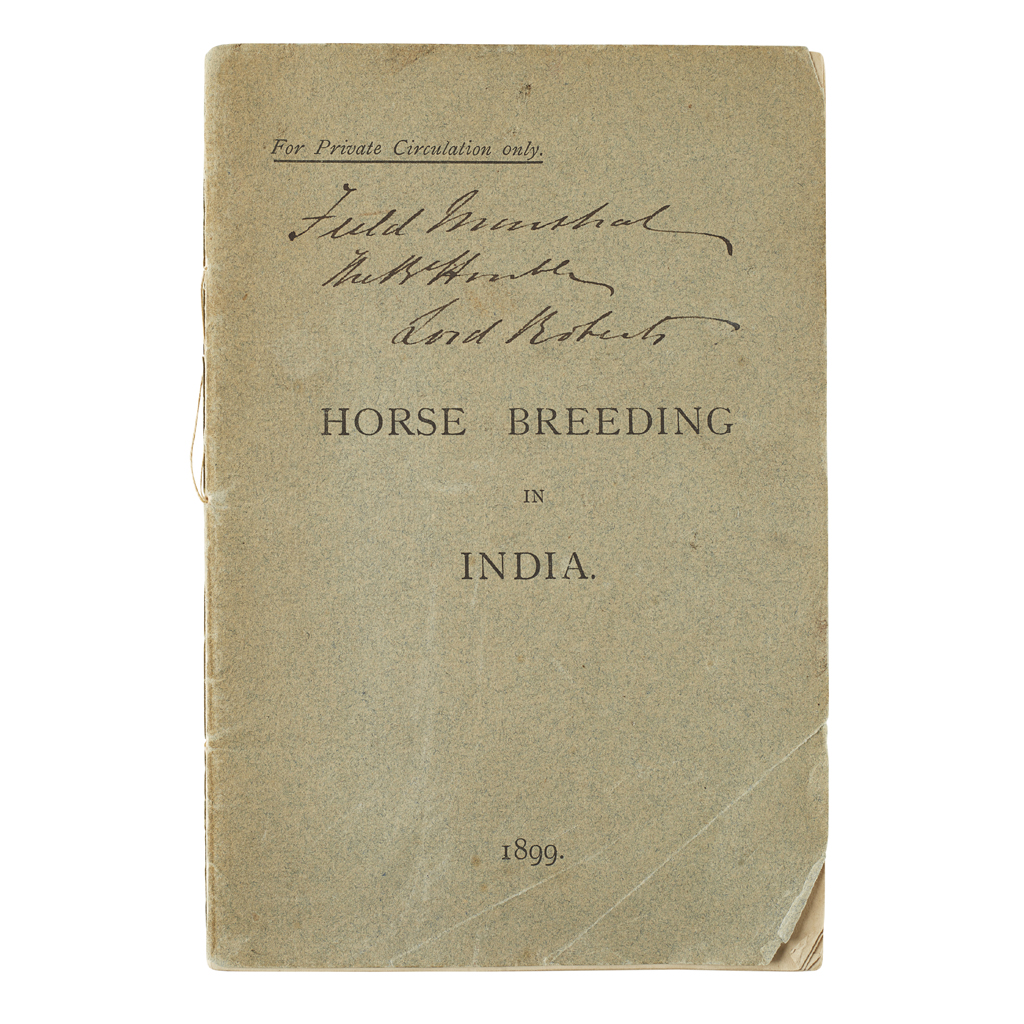 For Private Circulation only.
Field Marshal
The Rt Honble
Lord Roberts
HORSE BREEDING
IN
INDIA.
1899.